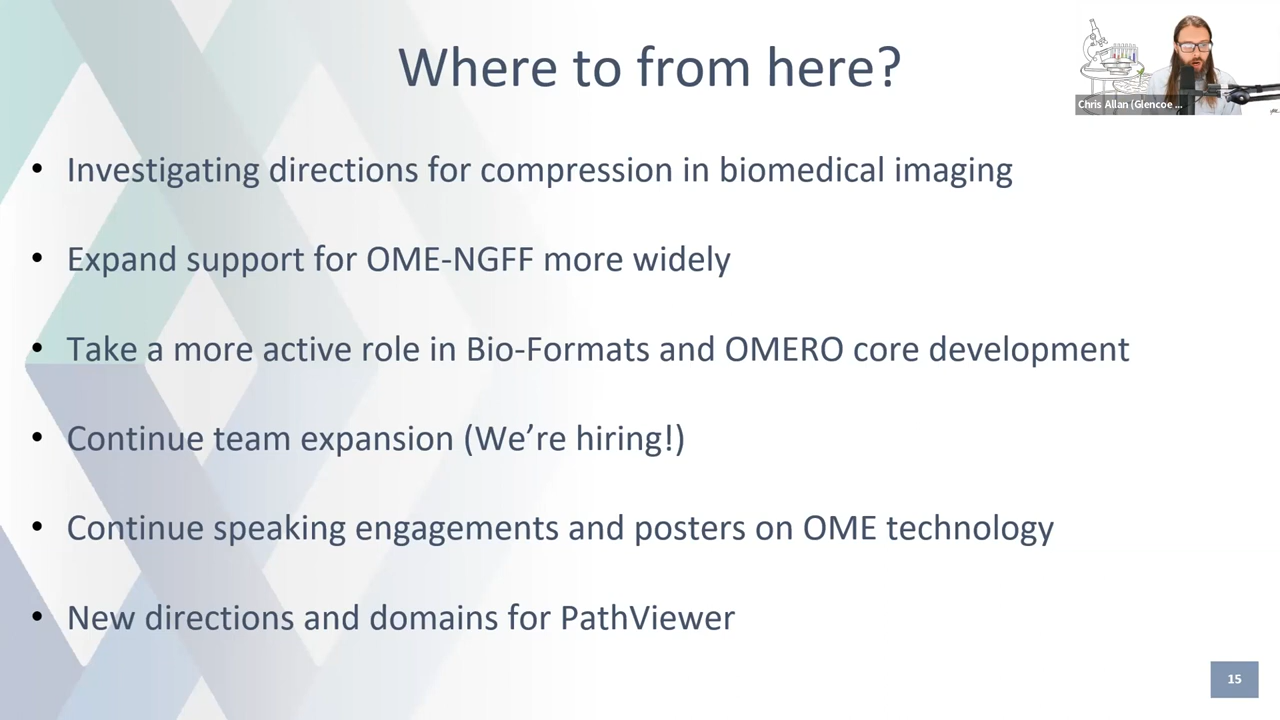 Where to from here?
Chris Allan (Glencoe ...
• Investigating directions for compression in biomedical imaging
• Expand support for OME-NGFF more widely
• Take a more active role in Bio-Formats and OMERO core development
• Continue team expansion (We’re hiring!)
• Continue speaking engagements and posters on OME technology
• New directions and domains for PathViewer
15